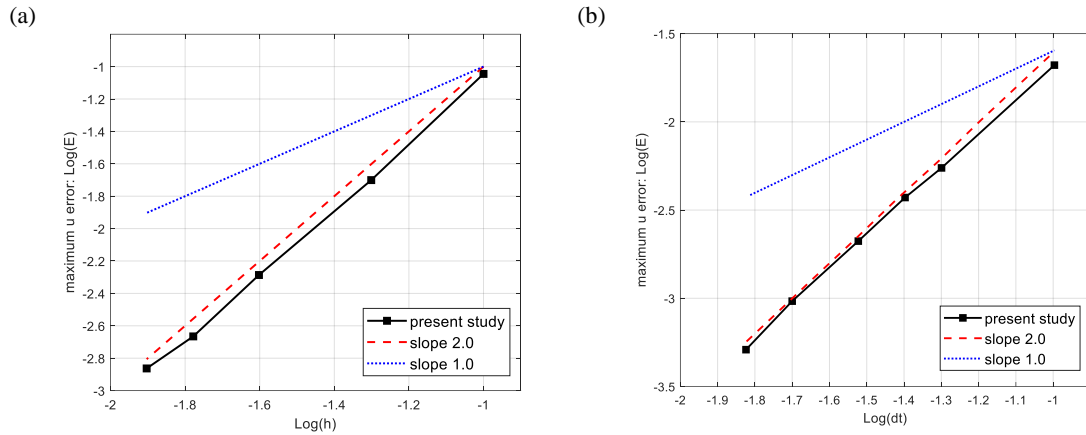 (a)
maximum u error: Log(E)
-1
-1.2
-1.4
-1.6
-1.8
-2
-2.2
-2.4
-2.6
-2.8
-3
-2
-1.8
-1.6
-1.4
-1.2
-1
Log(h)
present study
slope 2.0
slope 1.0
(b)
maximum u error: Log(E)
-1.5
-2
-2.5
-3
-3.5
-2
-1.9
-1.8
-1.7
-1.6
-1.5
-1.4
-1.3
-1.2
-1.1
-1
Log(dt)
present study
slope 2.0
slope 1.0